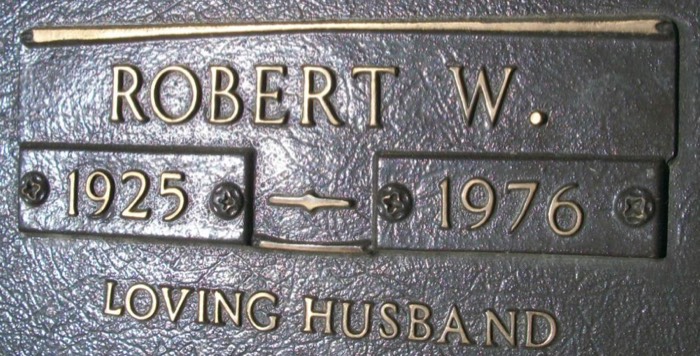 ROBERT W.
1925 - 1976
LOVING HUSBAND